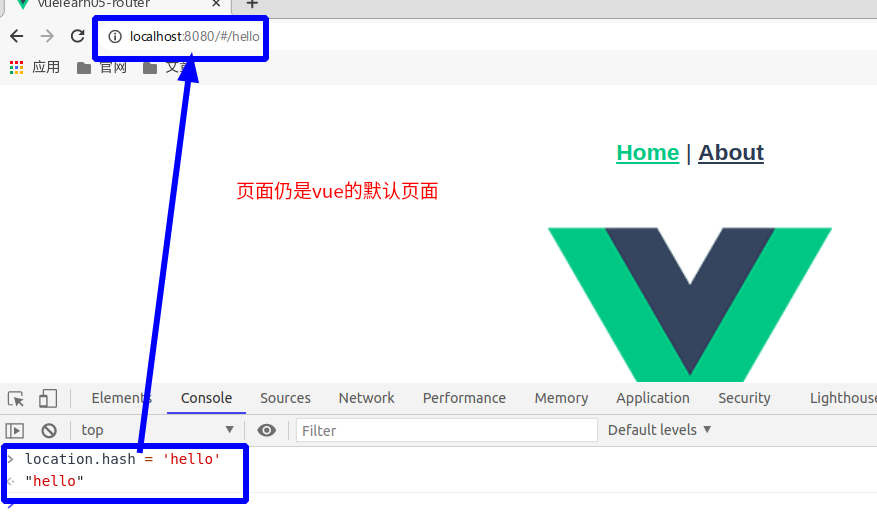 vuelearn05-router
localhost:8080/#/hello
应用 官网
Home | About
页面仍是vue的默认页面
Elements Console Sources Network Performance Memory Application Security Lighthouse
top Filter Default levels
> location.hash = 'hello'
"hello"